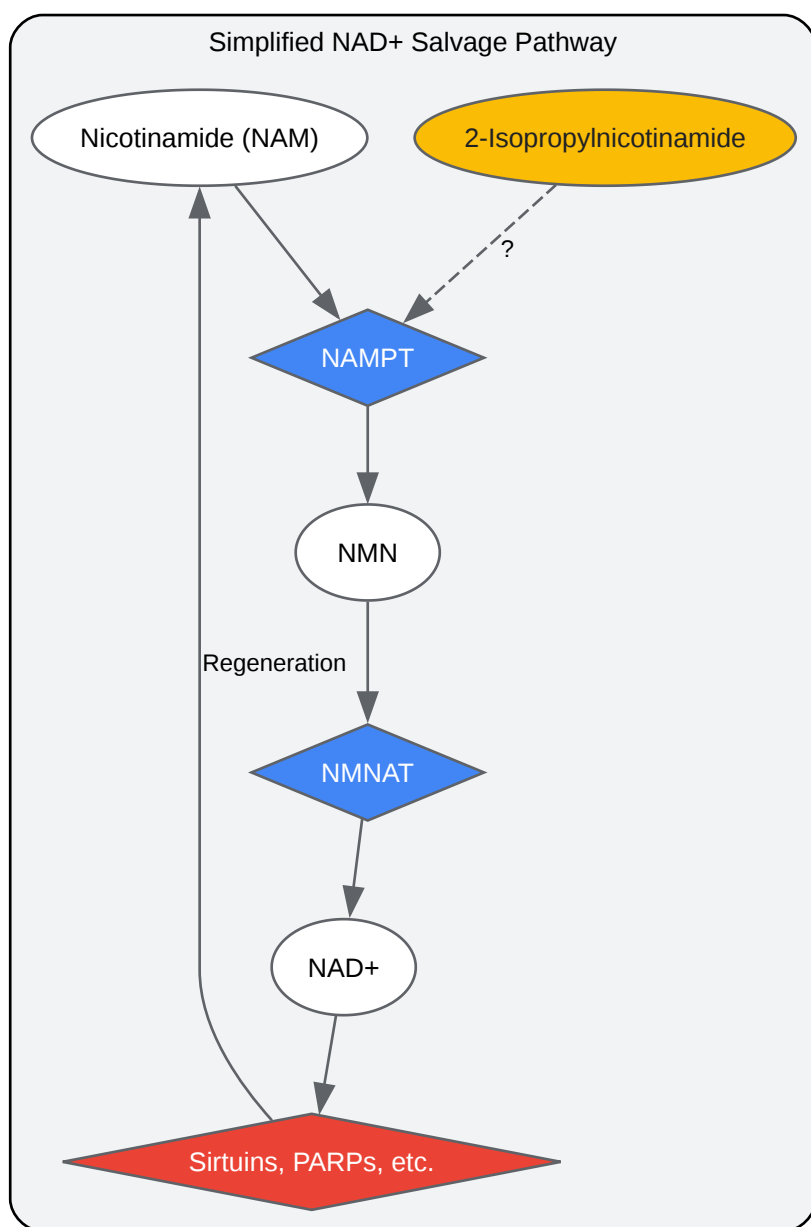 Simplified NAD+ Salvage Pathway
Nicotinamide (NAM)
2-Isopropylnicotinamide
?
NAMPT
NMN
Regeneration
NMNAT
NAD+
Sirtuins, PARPs, etc.